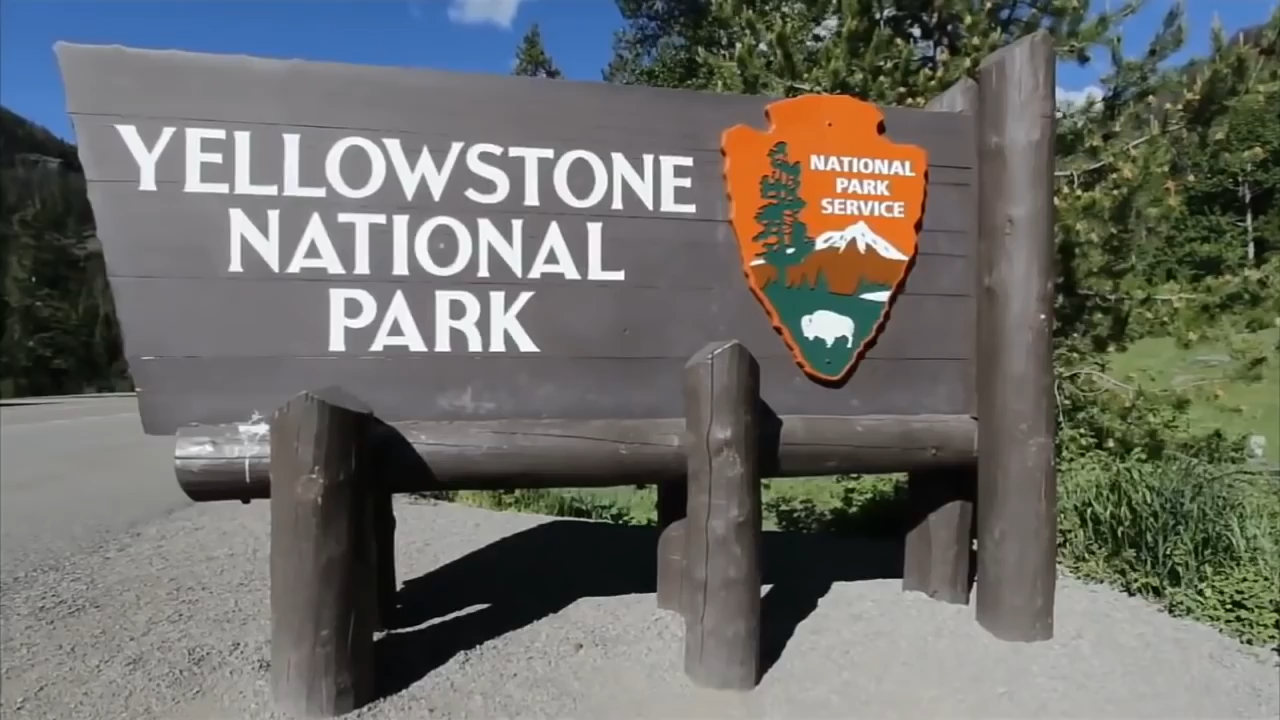 YELLOWSTONE
NATIONAL
PARK
NATIONAL
PARK
SERVICE